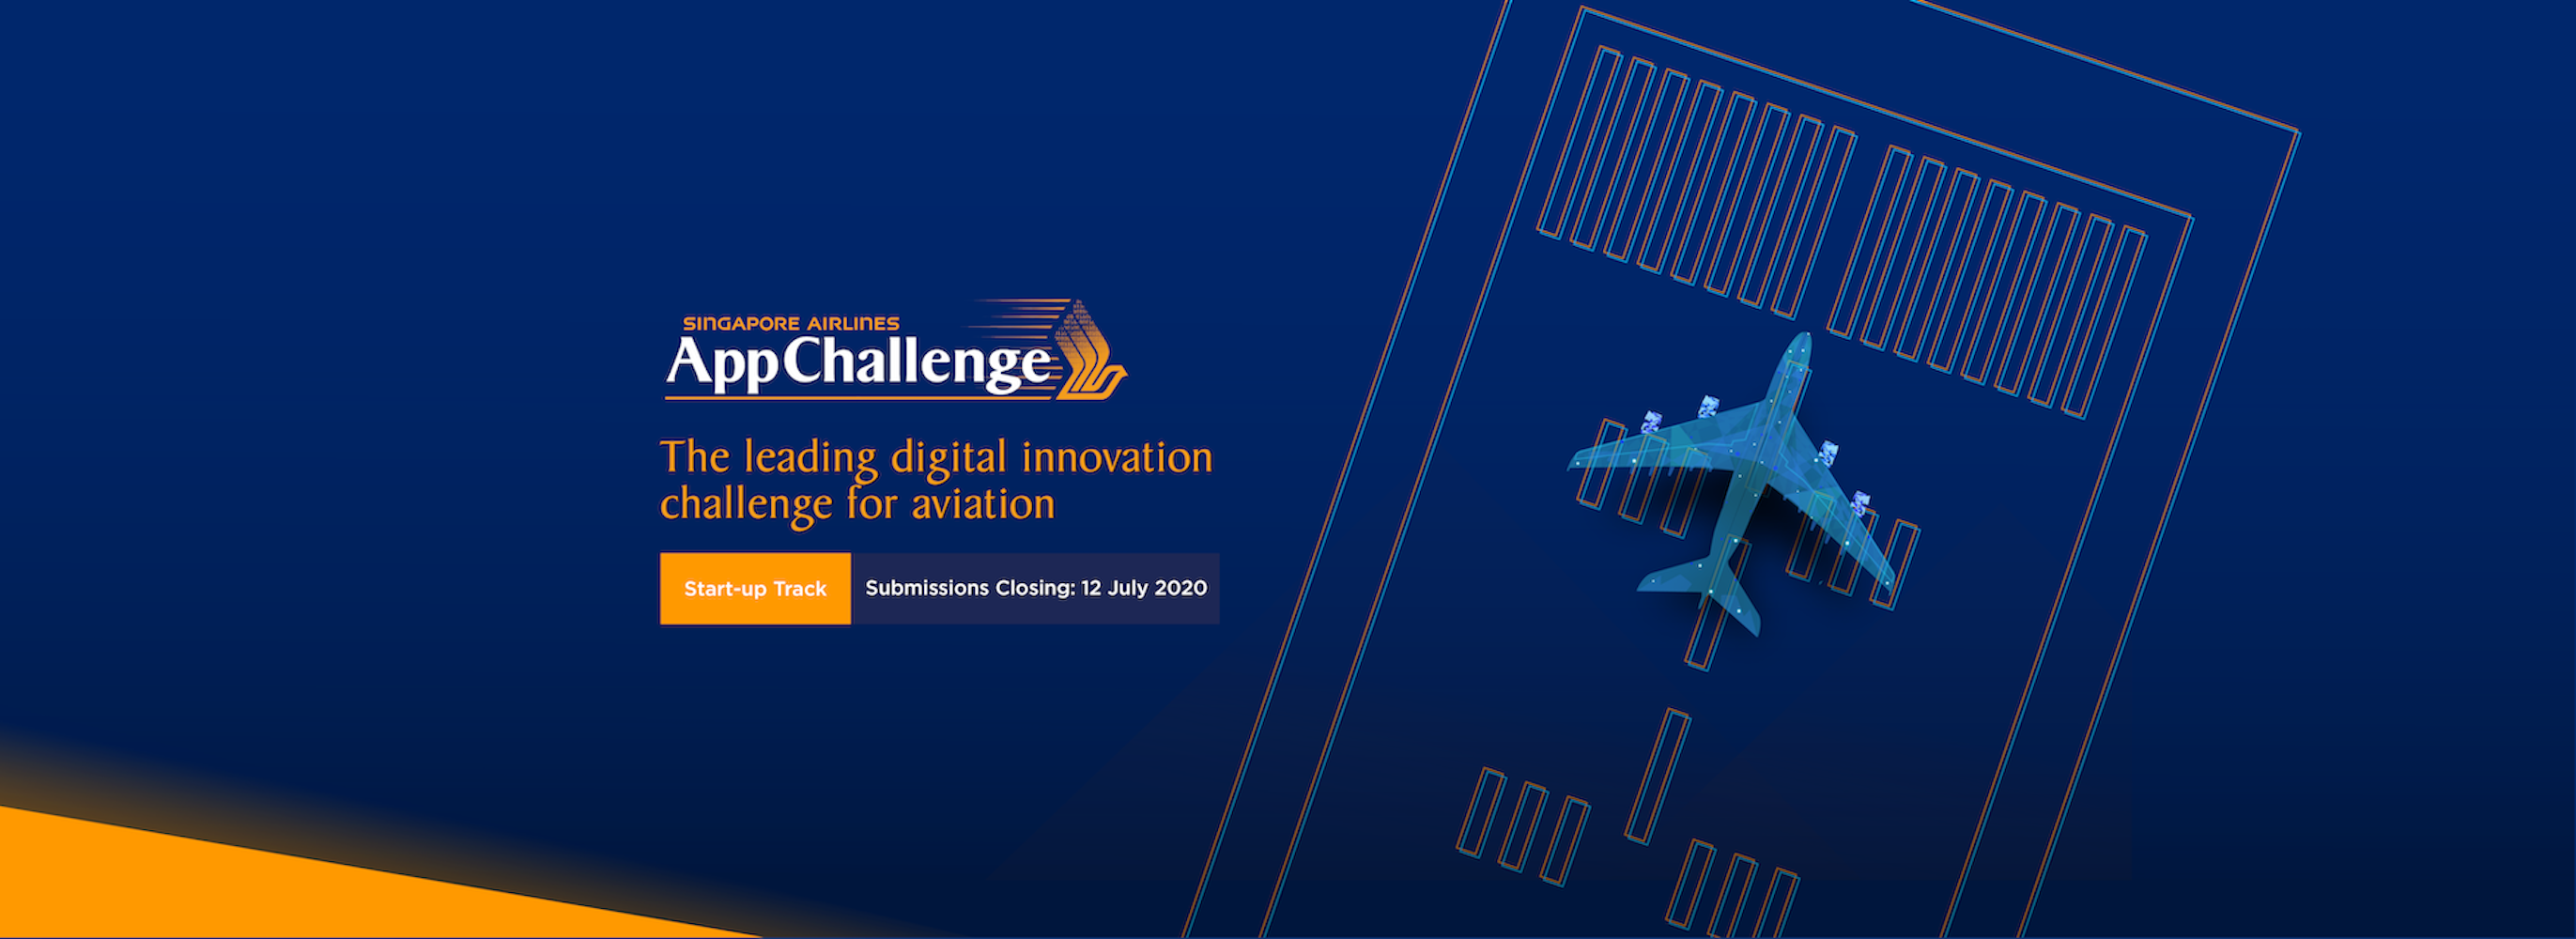 SINGAPORE AIRLINES
AppChallenge
The leading digital innovation
challenge for aviation
Start-up Track
Submissions Closing: 12 July 2020